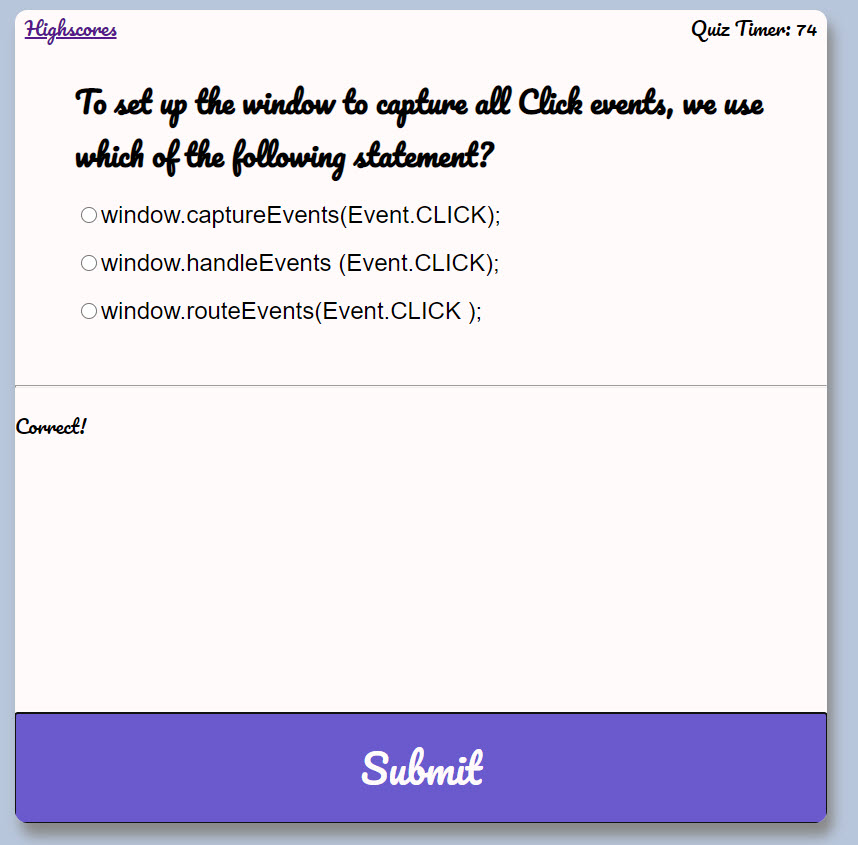 Highscores
Quiz Timer: 74
To set up the window to capture all Click events, we use
which of the following statement?
window.captureEvents(Event.CLICK);
window.handleEvents (Event.CLICK);
window.routeEvents(Event.CLICK );
Correct!
Submit